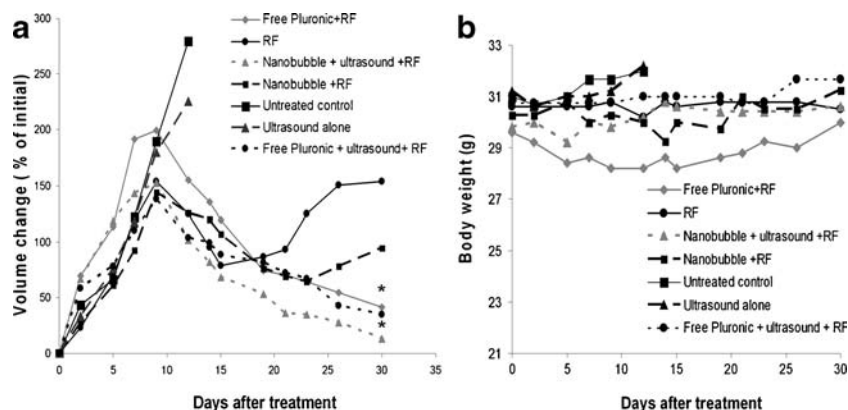 a
Volume change ( % of initial)
300
250
200
150
100
50
0
0 5 10 15 20 25 30 35
Days after treatment
Free Pluronic+RF
RF
Nanobubble + ultrasound +RF
Nanobubble +RF
Untreated control
Ultrasound alone
Free Pluronic + ultrasound+ RF
*
*
b
Body weight (g)
33
31
29
27
25
23
21
0 5 10 15 20 25 30
Days after treatment
Free Pluronic+RF
RF
Nanobubble + ultrasound +RF
Nanobubble +RF
Untreated control
Ultrasound alone
Free Pluronic + ultrasound + RF